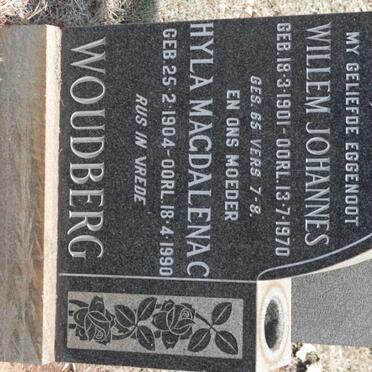 MY GELIEFDE EGGENOOT
WILLEM JOHANNES
GEB. 18·3·1901 - OORL. 13·7·1970
GES. 65 VERS 7-8.
EN ONS MOEDER
HYLA MAGDALENA C
GEB 25·2·1904-OORL. 18·4·1990
RUS IN VREDE
WOUDBERG